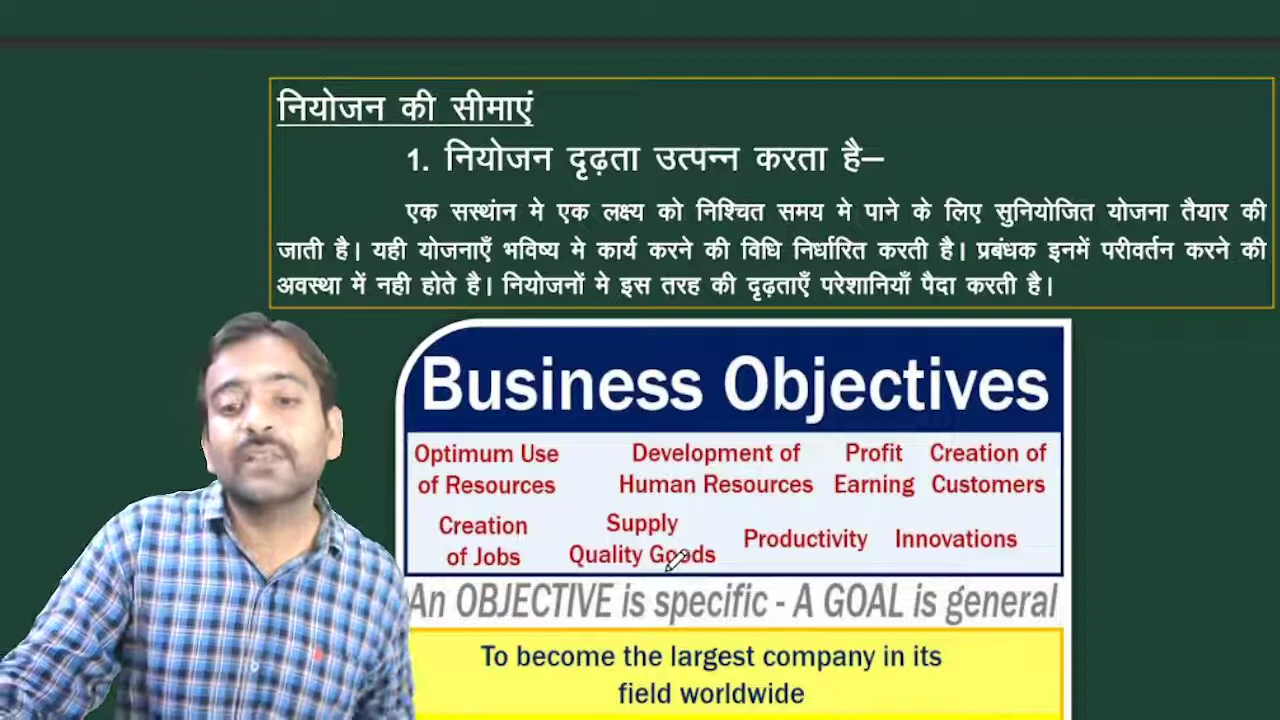 नियोजन की सीमाएं
1. नियोजन दृढ़ता उत्पन्न करता है–
एक सस्थांन मे एक लक्ष्य को निश्चित समय मे पाने के लिए सुनियोजित योजना तैयार की
जाती है। यही योजनाएँ भविष्य मे कार्य करने की विधि निर्धारित करती है। प्रबंधक इनमें परीवर्तन करने की
अवस्था में नही होते है। नियोजनों मे इस तरह की दृढ़ताएँ परेशानियाँ पैदा करती है।
Business Objectives
Optimum Use Development of Profit Creation of
of Resources Human Resources Earning Customers
Creation Supply Productivity Innovations
of Jobs Quality Goods
An OBJECTIVE is specific - A GOAL is general
To become the largest company in its
field worldwide